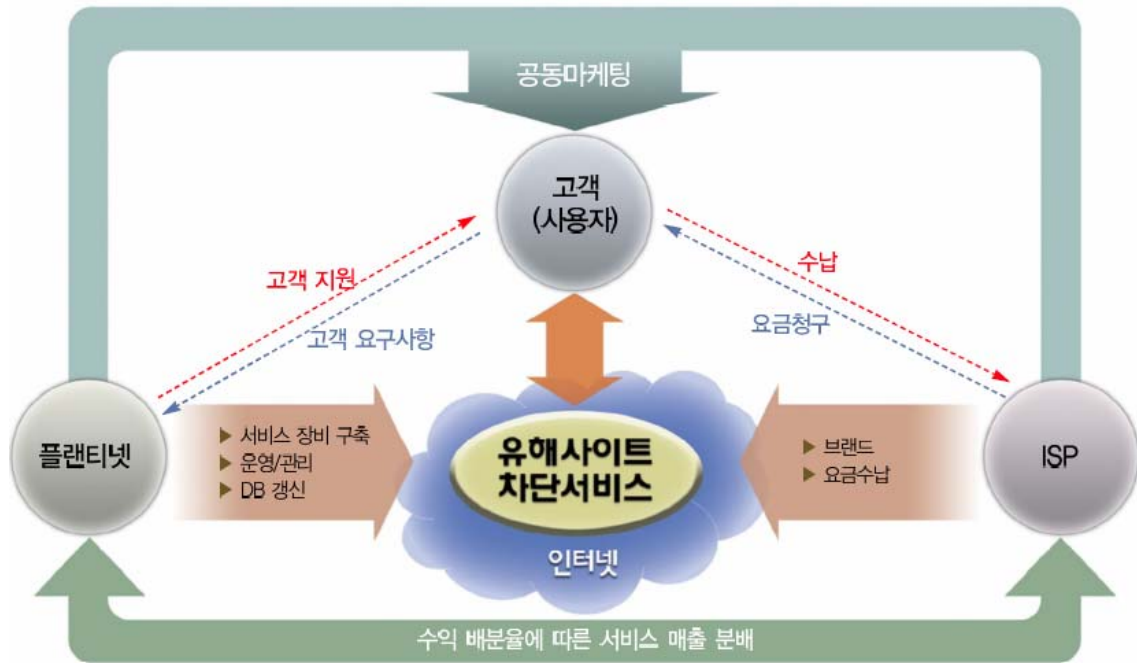 공동마케팅
고객
(사용자)
고객 지원
고객 요구사항
수납
요금청구
플랜티넷
▶ 서비스 장비 구축
▶ 운영/관리
▶ DB 갱신
유해사이트
차단서비스
인터넷
▶ 브랜드
▶ 요금수납
ISP
수익 배분율에 따른 서비스 매출 분배